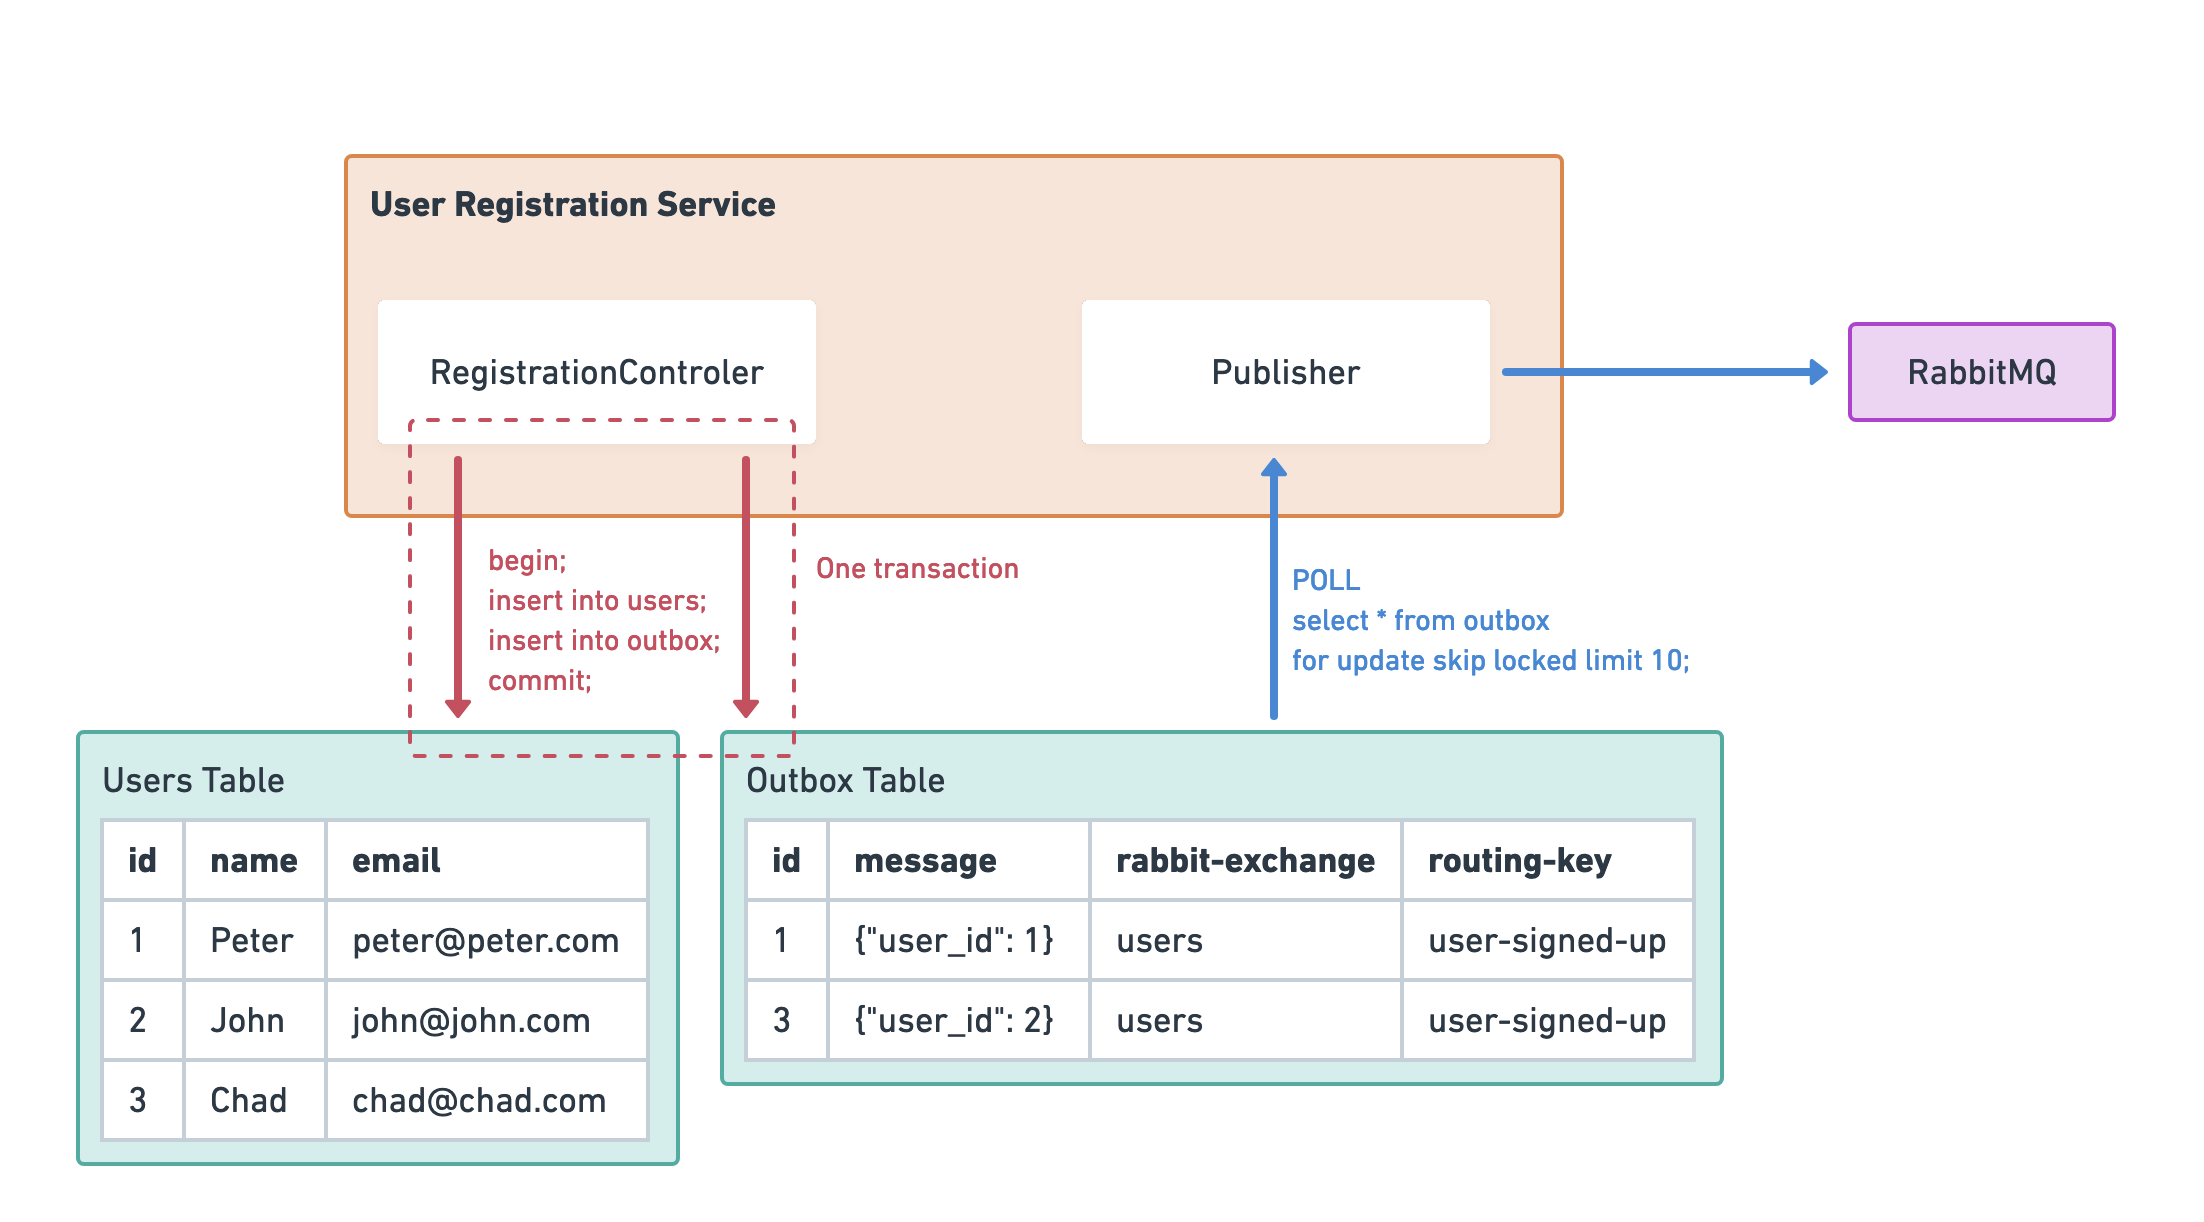 User Registration Service
RegistrationControler
Publisher
RabbitMQ
begin;
insert into users;
insert into outbox;
commit;
One transaction
POLL
select * from outbox
for update skip locked limit 10;
Users Table
id name email
1 Peter peter@peter.com
2 John john@john.com
3 Chad chad@chad.com
Outbox Table
id message rabbit-exchange routing-key
1 {"user_id": 1} users user-signed-up
3 {"user_id": 2} users user-signed-up